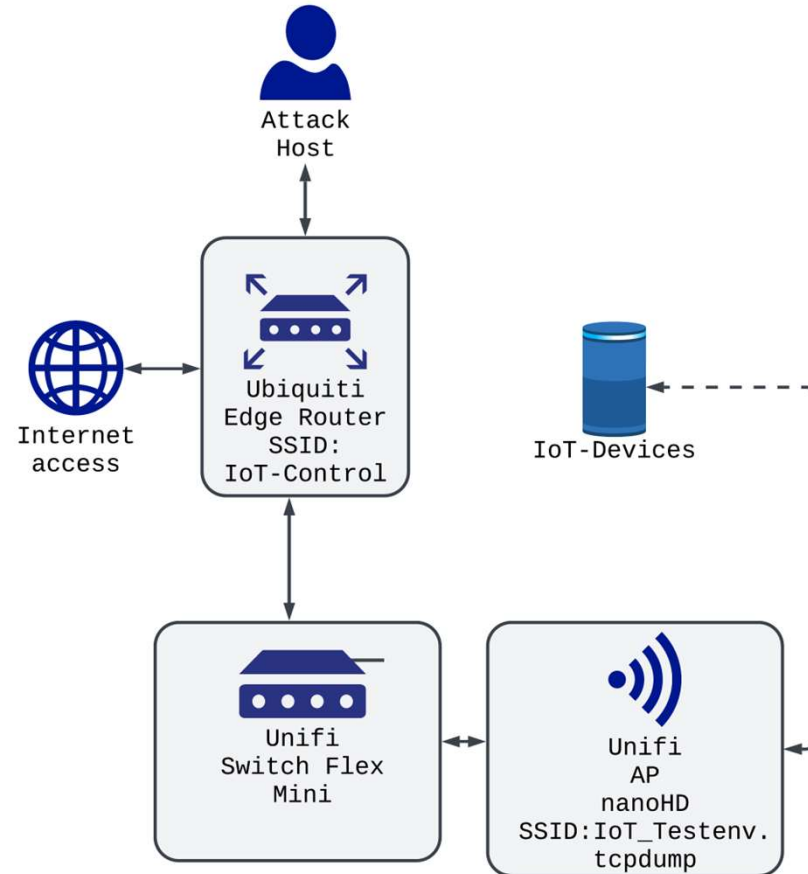 Attack
Host
Ubiquiti
Edge Router
SSID:
IoT-Control
Internet
access
IoT-Devices
Unifi
Switch Flex
Mini
Unifi
AP
nanoHD
SSID:IoT_Testenv.
tcpdump